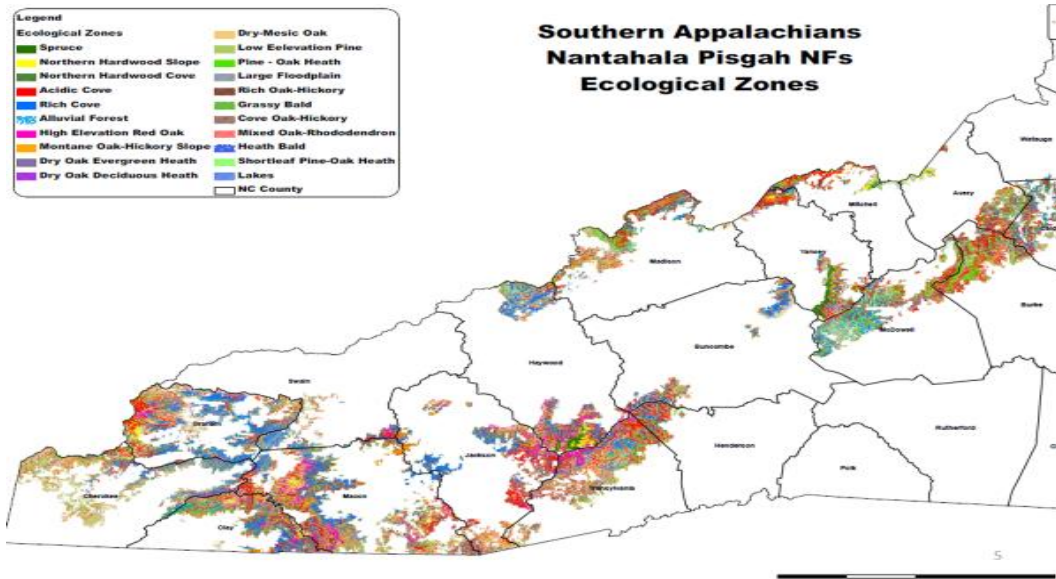 Legend
Ecological Zones
Spruce
Northern Hardwood Slope
Northern Hardwood Cove
Acidic Cove
Rich Cove
Alluvial Forest
High Elevation Red Oak
Montane Oak-Hickory Slope
Dry Oak Evergreen Heath
Dry Oak Deciduous Heath
Dry-Mesic Oak
Low Eelevation Pine
Pine - Oak Heath
Large Floodplain
Rich Oak-Hickory
Grassy Bald
Cove Oak-Hickory
Mixed Oak-Rhododendron
Heath Bald
Shortleaf Pine-Oak Heath
Lakes
NC County
Southern Appalachians
Nantahala Pisgah NFs
Ecological Zones
Watauga
Avery
Mitchell
Yancey
Madison
Burke
McDowell
Buncombe
Haywood
Swain
Graham
Rutherford
Henderson
Polk
Jackson
Transylvania
Macon
Cherokee
Clay
5